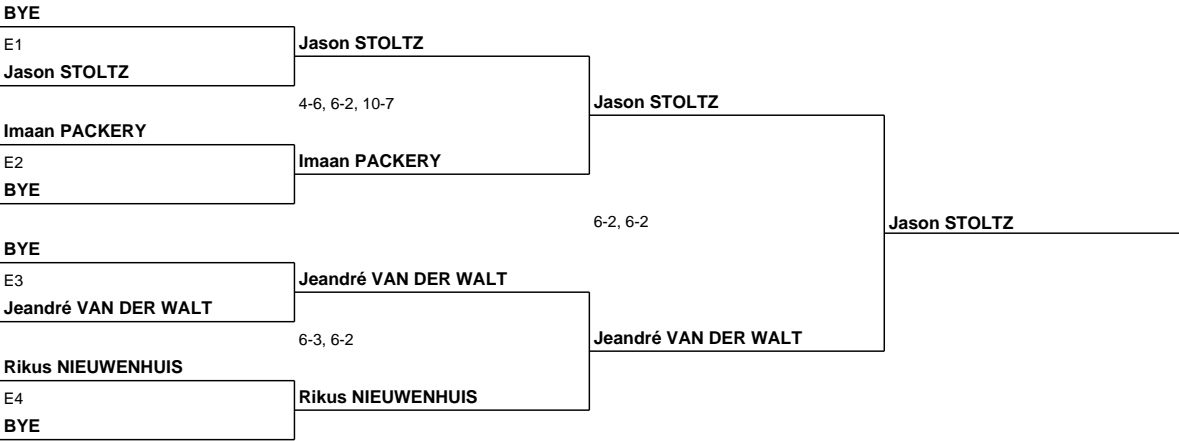 BYE
E1
Jason STOLTZ
Jason STOLTZ
4-6, 6-2, 10-7
Jason STOLTZ
Imaan PACKERY
E2
Imaan PACKERY
BYE
6-2, 6-2
Jason STOLTZ
BYE
E3
Jeandré VAN DER WALT
Jeandré VAN DER WALT
6-3, 6-2
Jeandré VAN DER WALT
Rikus NIEUWENHUIS
E4
Rikus NIEUWENHUIS
BYE